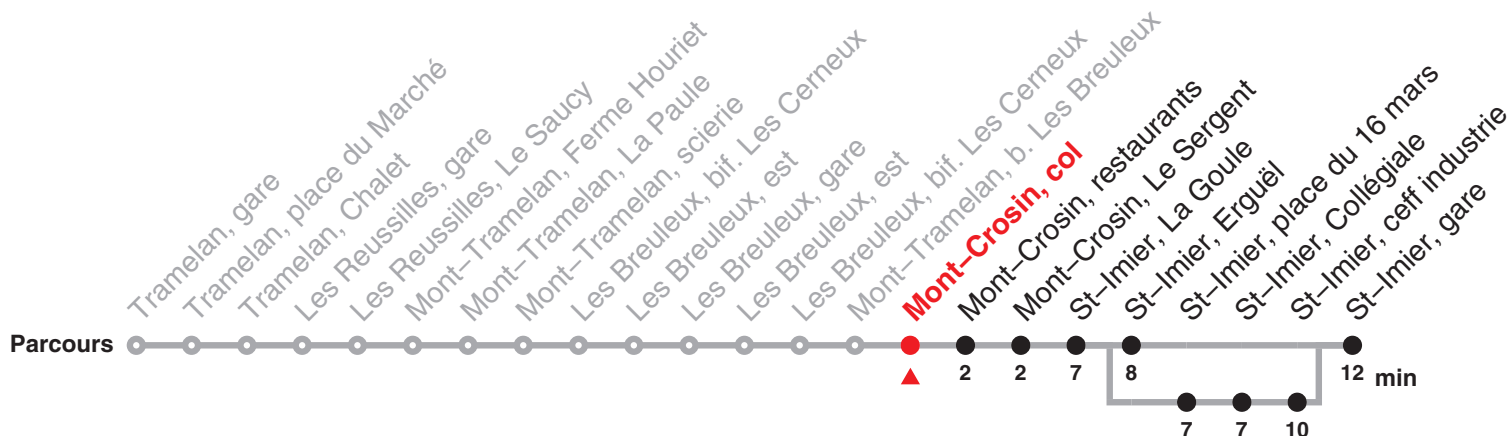 Tramelan, gare
Tramelan, place du Marché
Tramelan, Chalet
Les Reussilles, gare
Les Reussilles, Le Saucy
Mont–Tramelan, Ferme Houriet
Mont–Tramelan, La Paule
Mont–Tramelan, scierie
Les Breuleux, bif. Les Cerneux
Les Breuleux, est
Les Breuleux, gare
Les Breuleux, est
Les Breuleux, bif. Les Cerneux
Mont–Tramelan, b. Les Breuleux
Mont–Crosin, col
Mont–Crosin, restaurants
Mont–Crosin, Le Sergent
St–Imier, La Goule
St–Imier, Erguël
St–Imier, place du 16 mars
St–Imier, Collégiale
St–Imier, ceff industrie
St–Imier, gare
Parcours
2 2 7 8 12 min
7 7 10